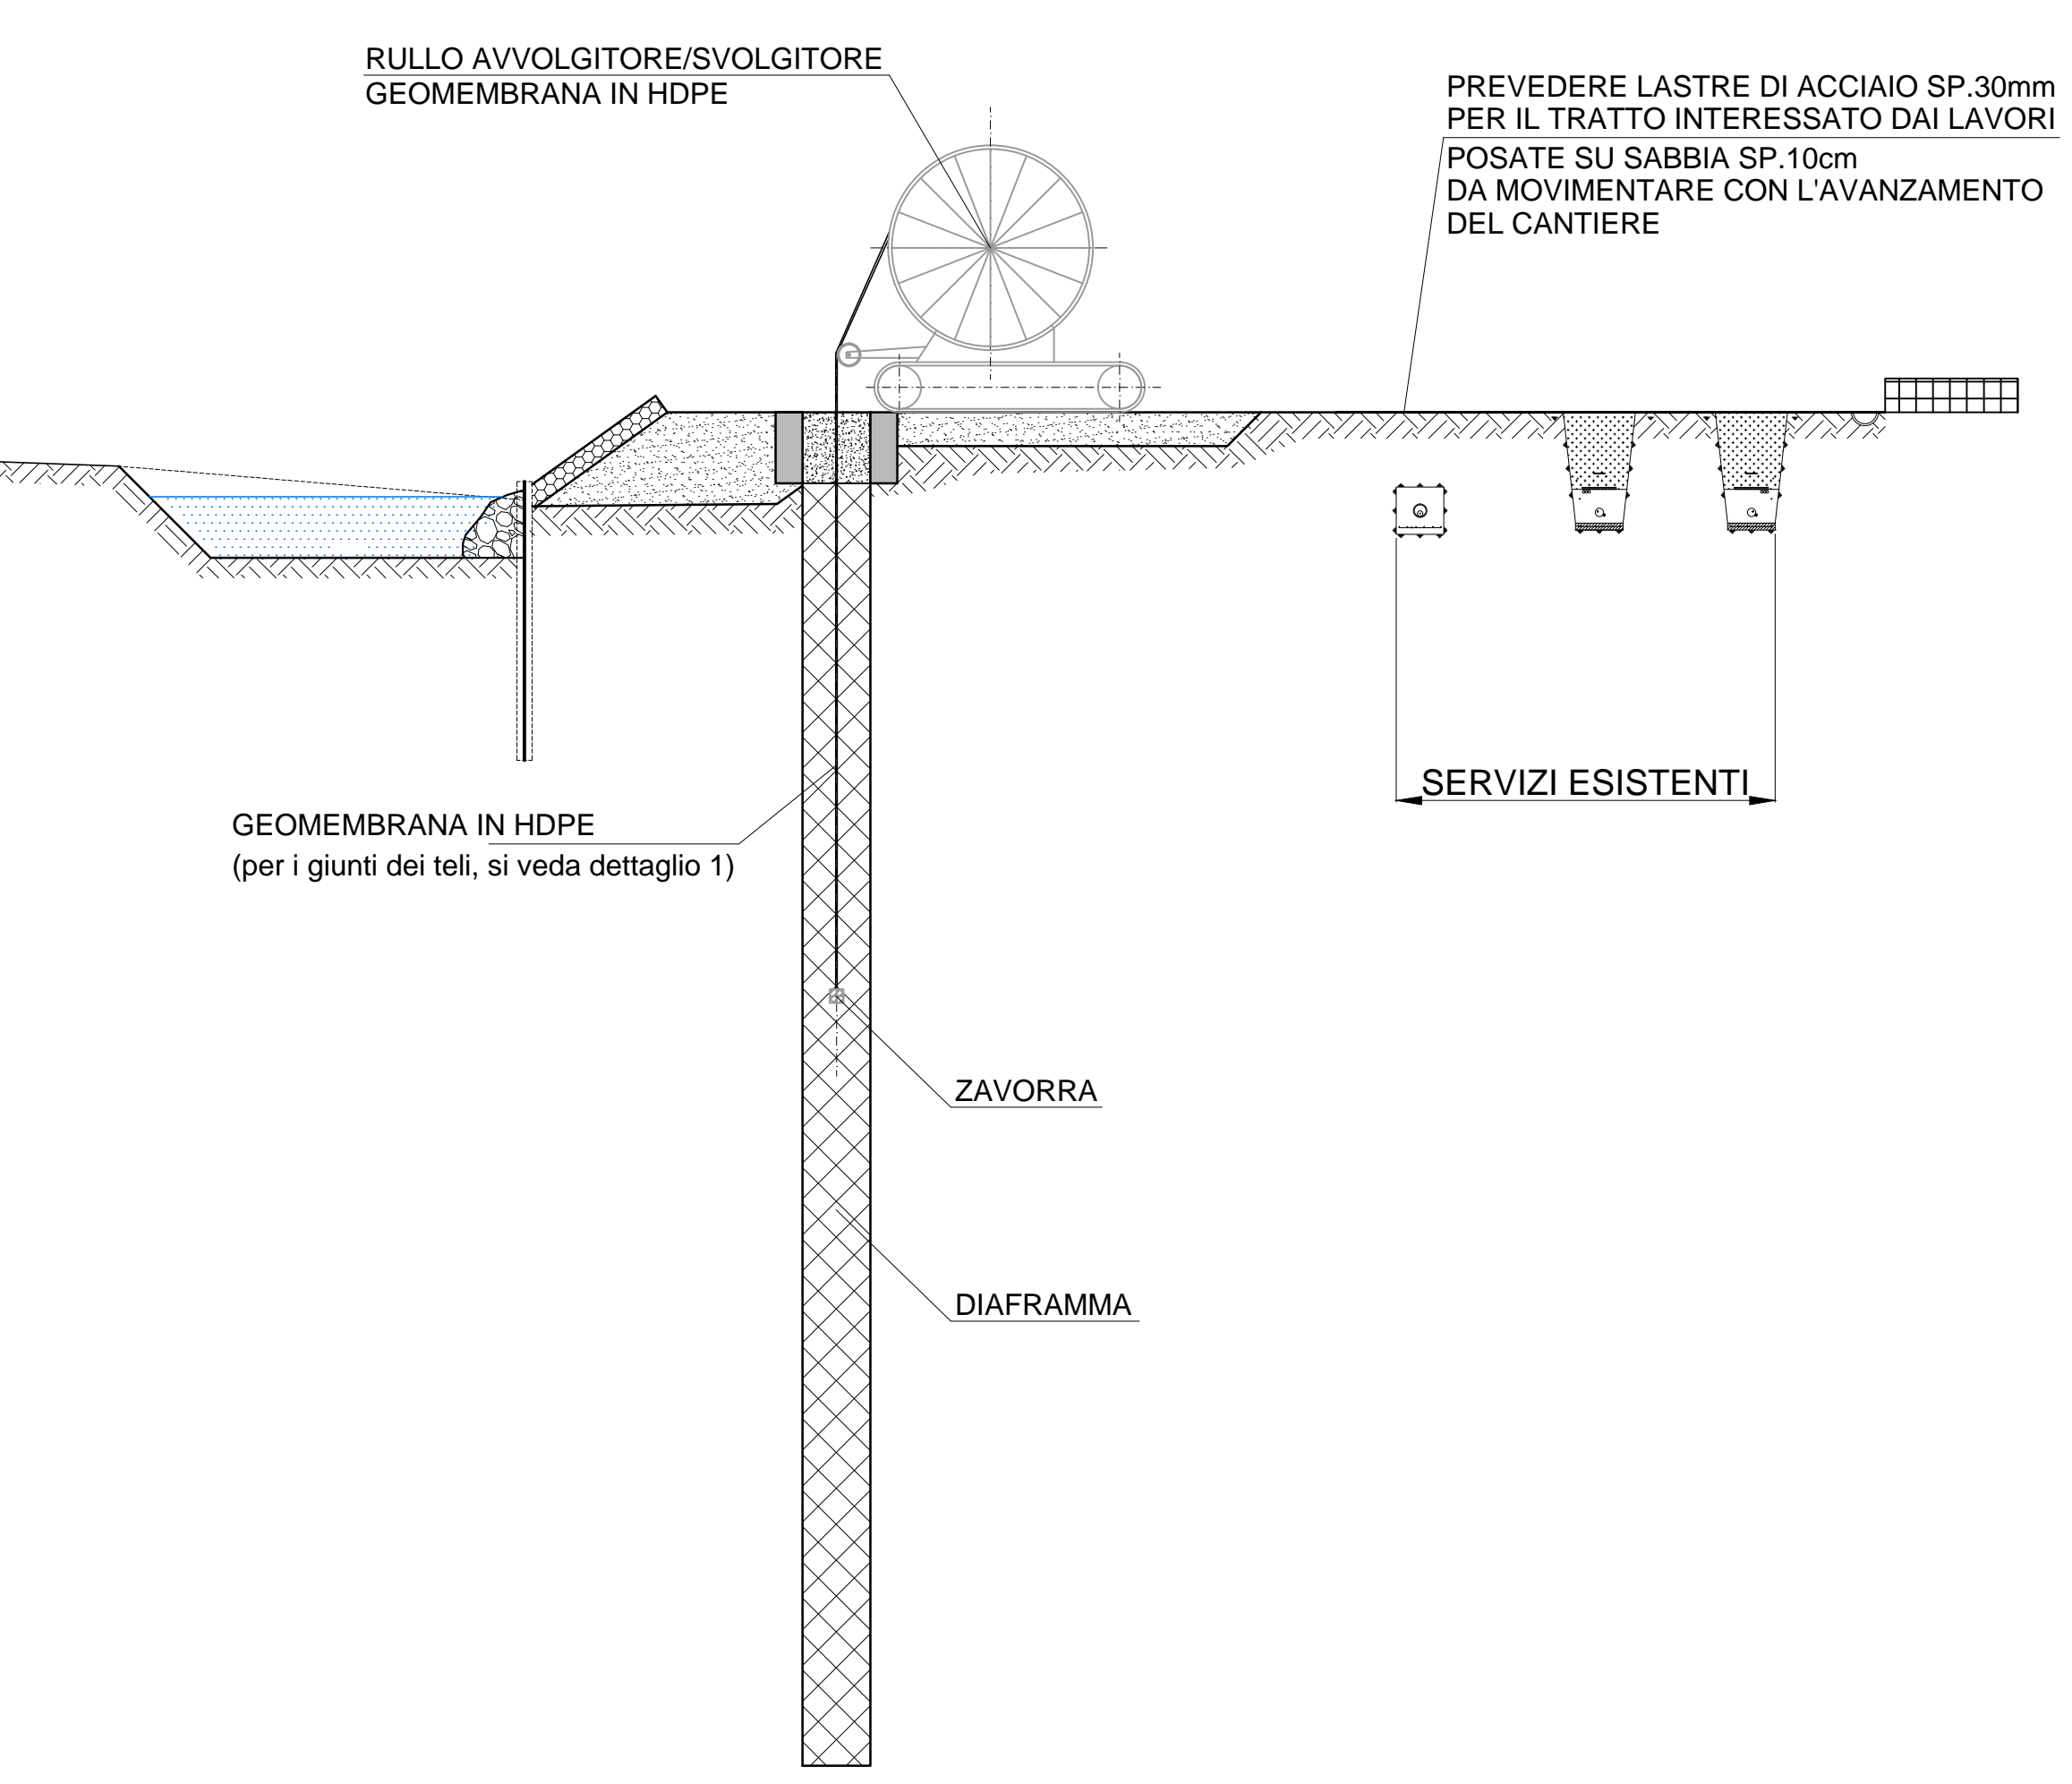 RULLO AVVOLGITORE/SVOLGITORE
GEOMEMBRANA IN HDPE
PREVEDERE LASTRE DI ACCIAIO SP.30mm
PER IL TRATTO INTERESSATO DAI LAVORI
POSATE SU SABBIA SP.10cm
DA MOVIMENTARE CON L'AVANZAMENTO
DEL CANTIERE
SERVIZI ESISTENTI
GEOMEMBRANA IN HDPE
(per i giunti dei teli, si veda dettaglio 1)
ZAVORRA
DIAFRAMMA